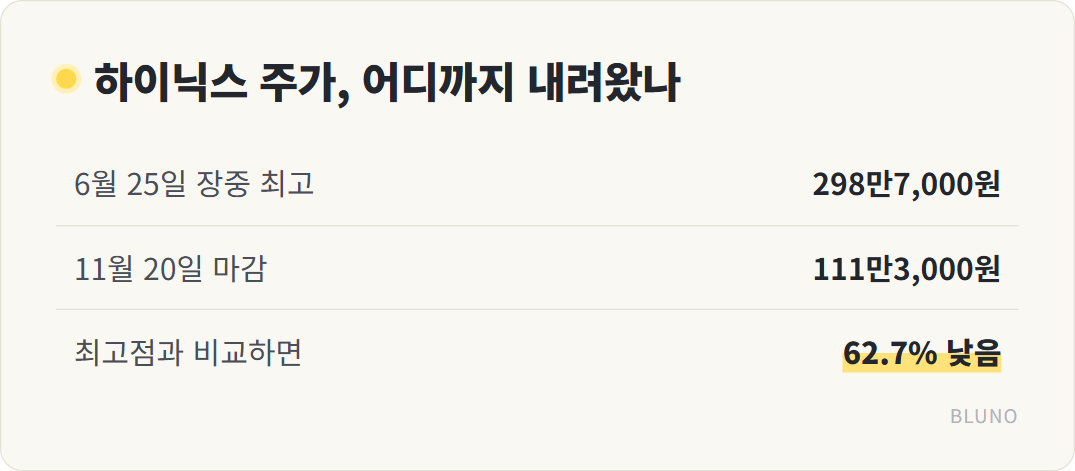 하이닉스 주가, 어디까지 내려왔나
6월 25일 장중 최고 298만7,000원
11월 20일 마감 111만3,000원
최고점과 비교하면 62.7% 낮음
BLUNO